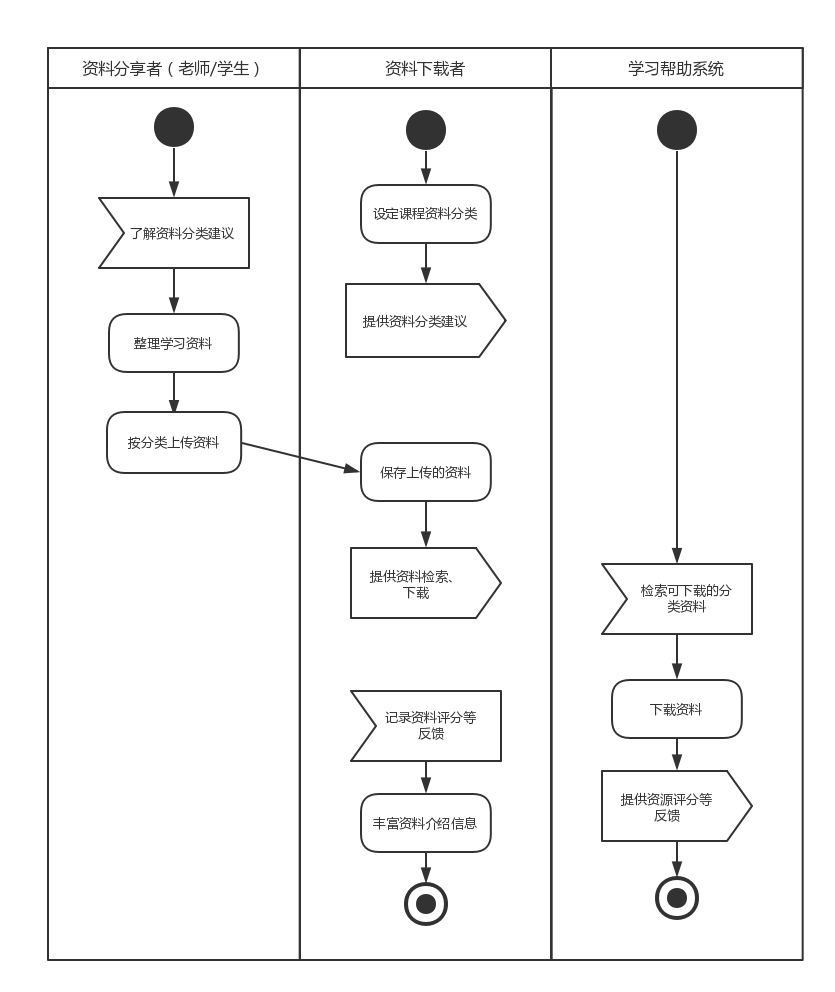 资料分享者（老师/学生）
资料下载者
学习帮助系统
了解资料分类建议
整理学习资料
按分类上传资料
设定课程资料分类
提供资料分类建议
保存上传的资料
提供资料检索、
下载
记录资料评分等
反馈
丰富资料介绍信息
检索可下载的分
类资料
下载资料
提供资源评分等
反馈